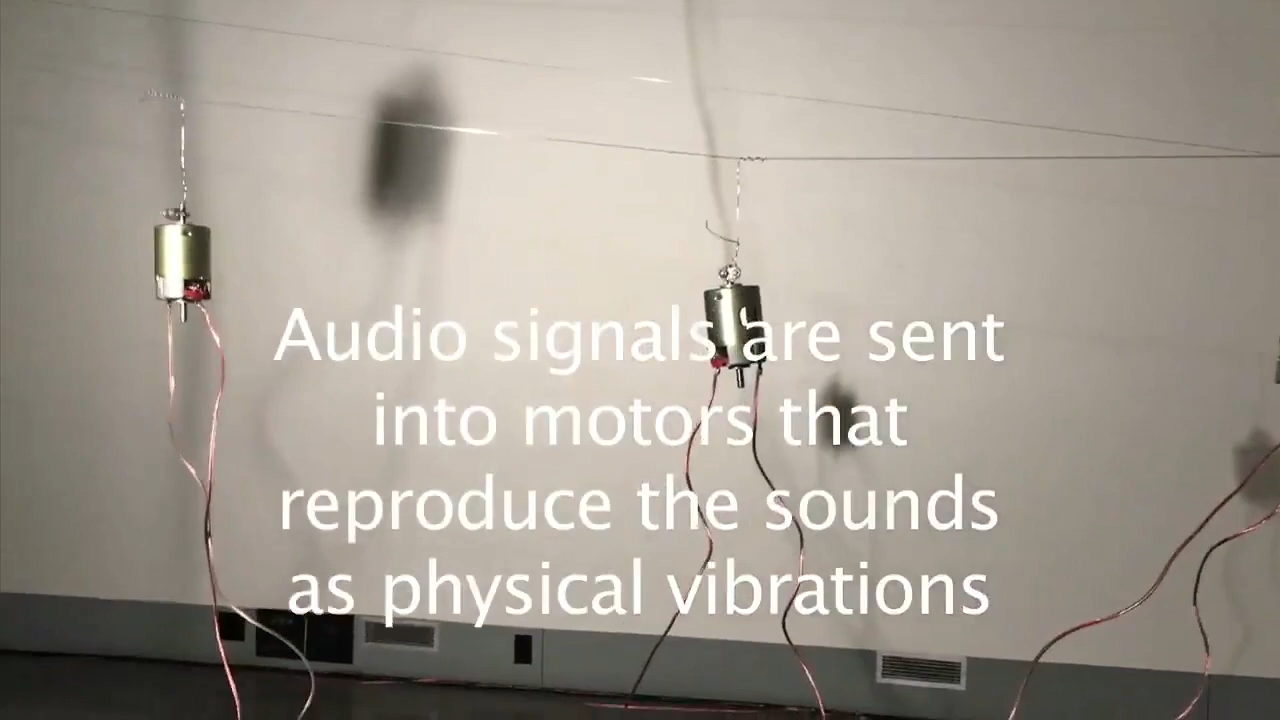 Audio signals are sent
into motors that
reproduce the sounds
as physical vibrations